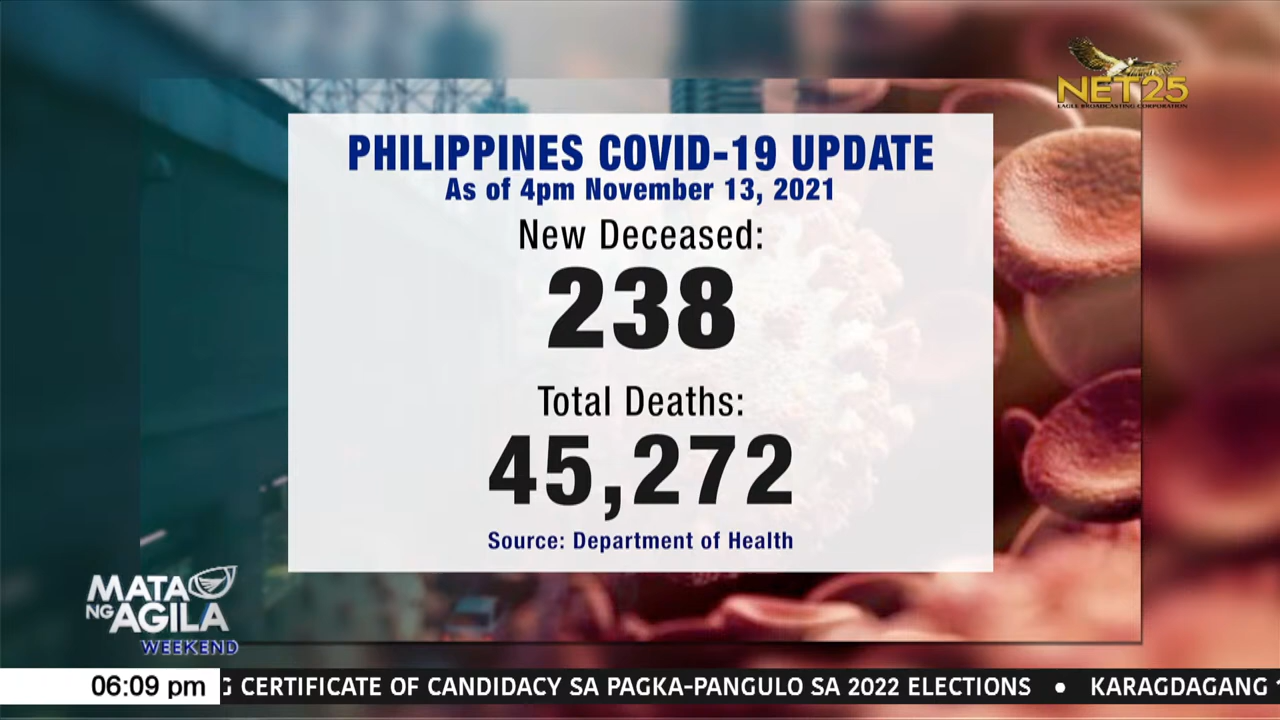 NET25
EAGLE BROADCASTING CORPORATION
PHILIPPINES COVID-19 UPDATE
As of 4pm November 13, 2021
New Deceased:
238
Total Deaths:
45,272
Source: Department of Health
MATA
NG AGILA
WEEKEND
06:09 pm
G CERTIFICATE OF CANDIDACY SA PAGKA-PANGULO SA 2022 ELECTIONS • KARAGDAGANG